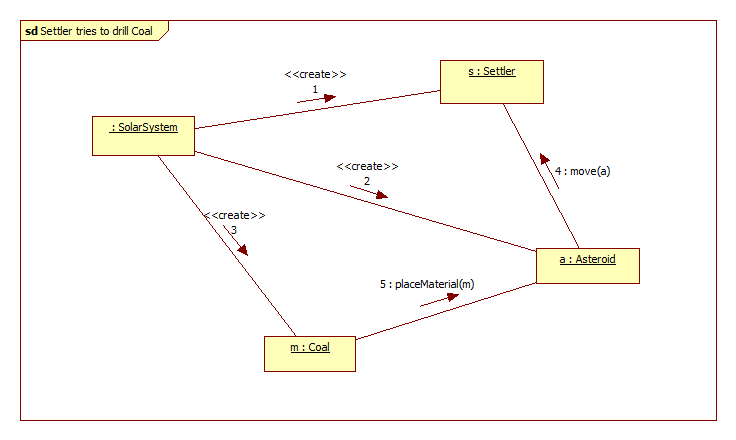 sd Settler tries to drill Coal
<<create>>
1
s : Settler
: SolarSystem
<<create>>
2
4 : move(a)
<<create>>
3
a : Asteroid
5 : placeMaterial(m)
m : Coal